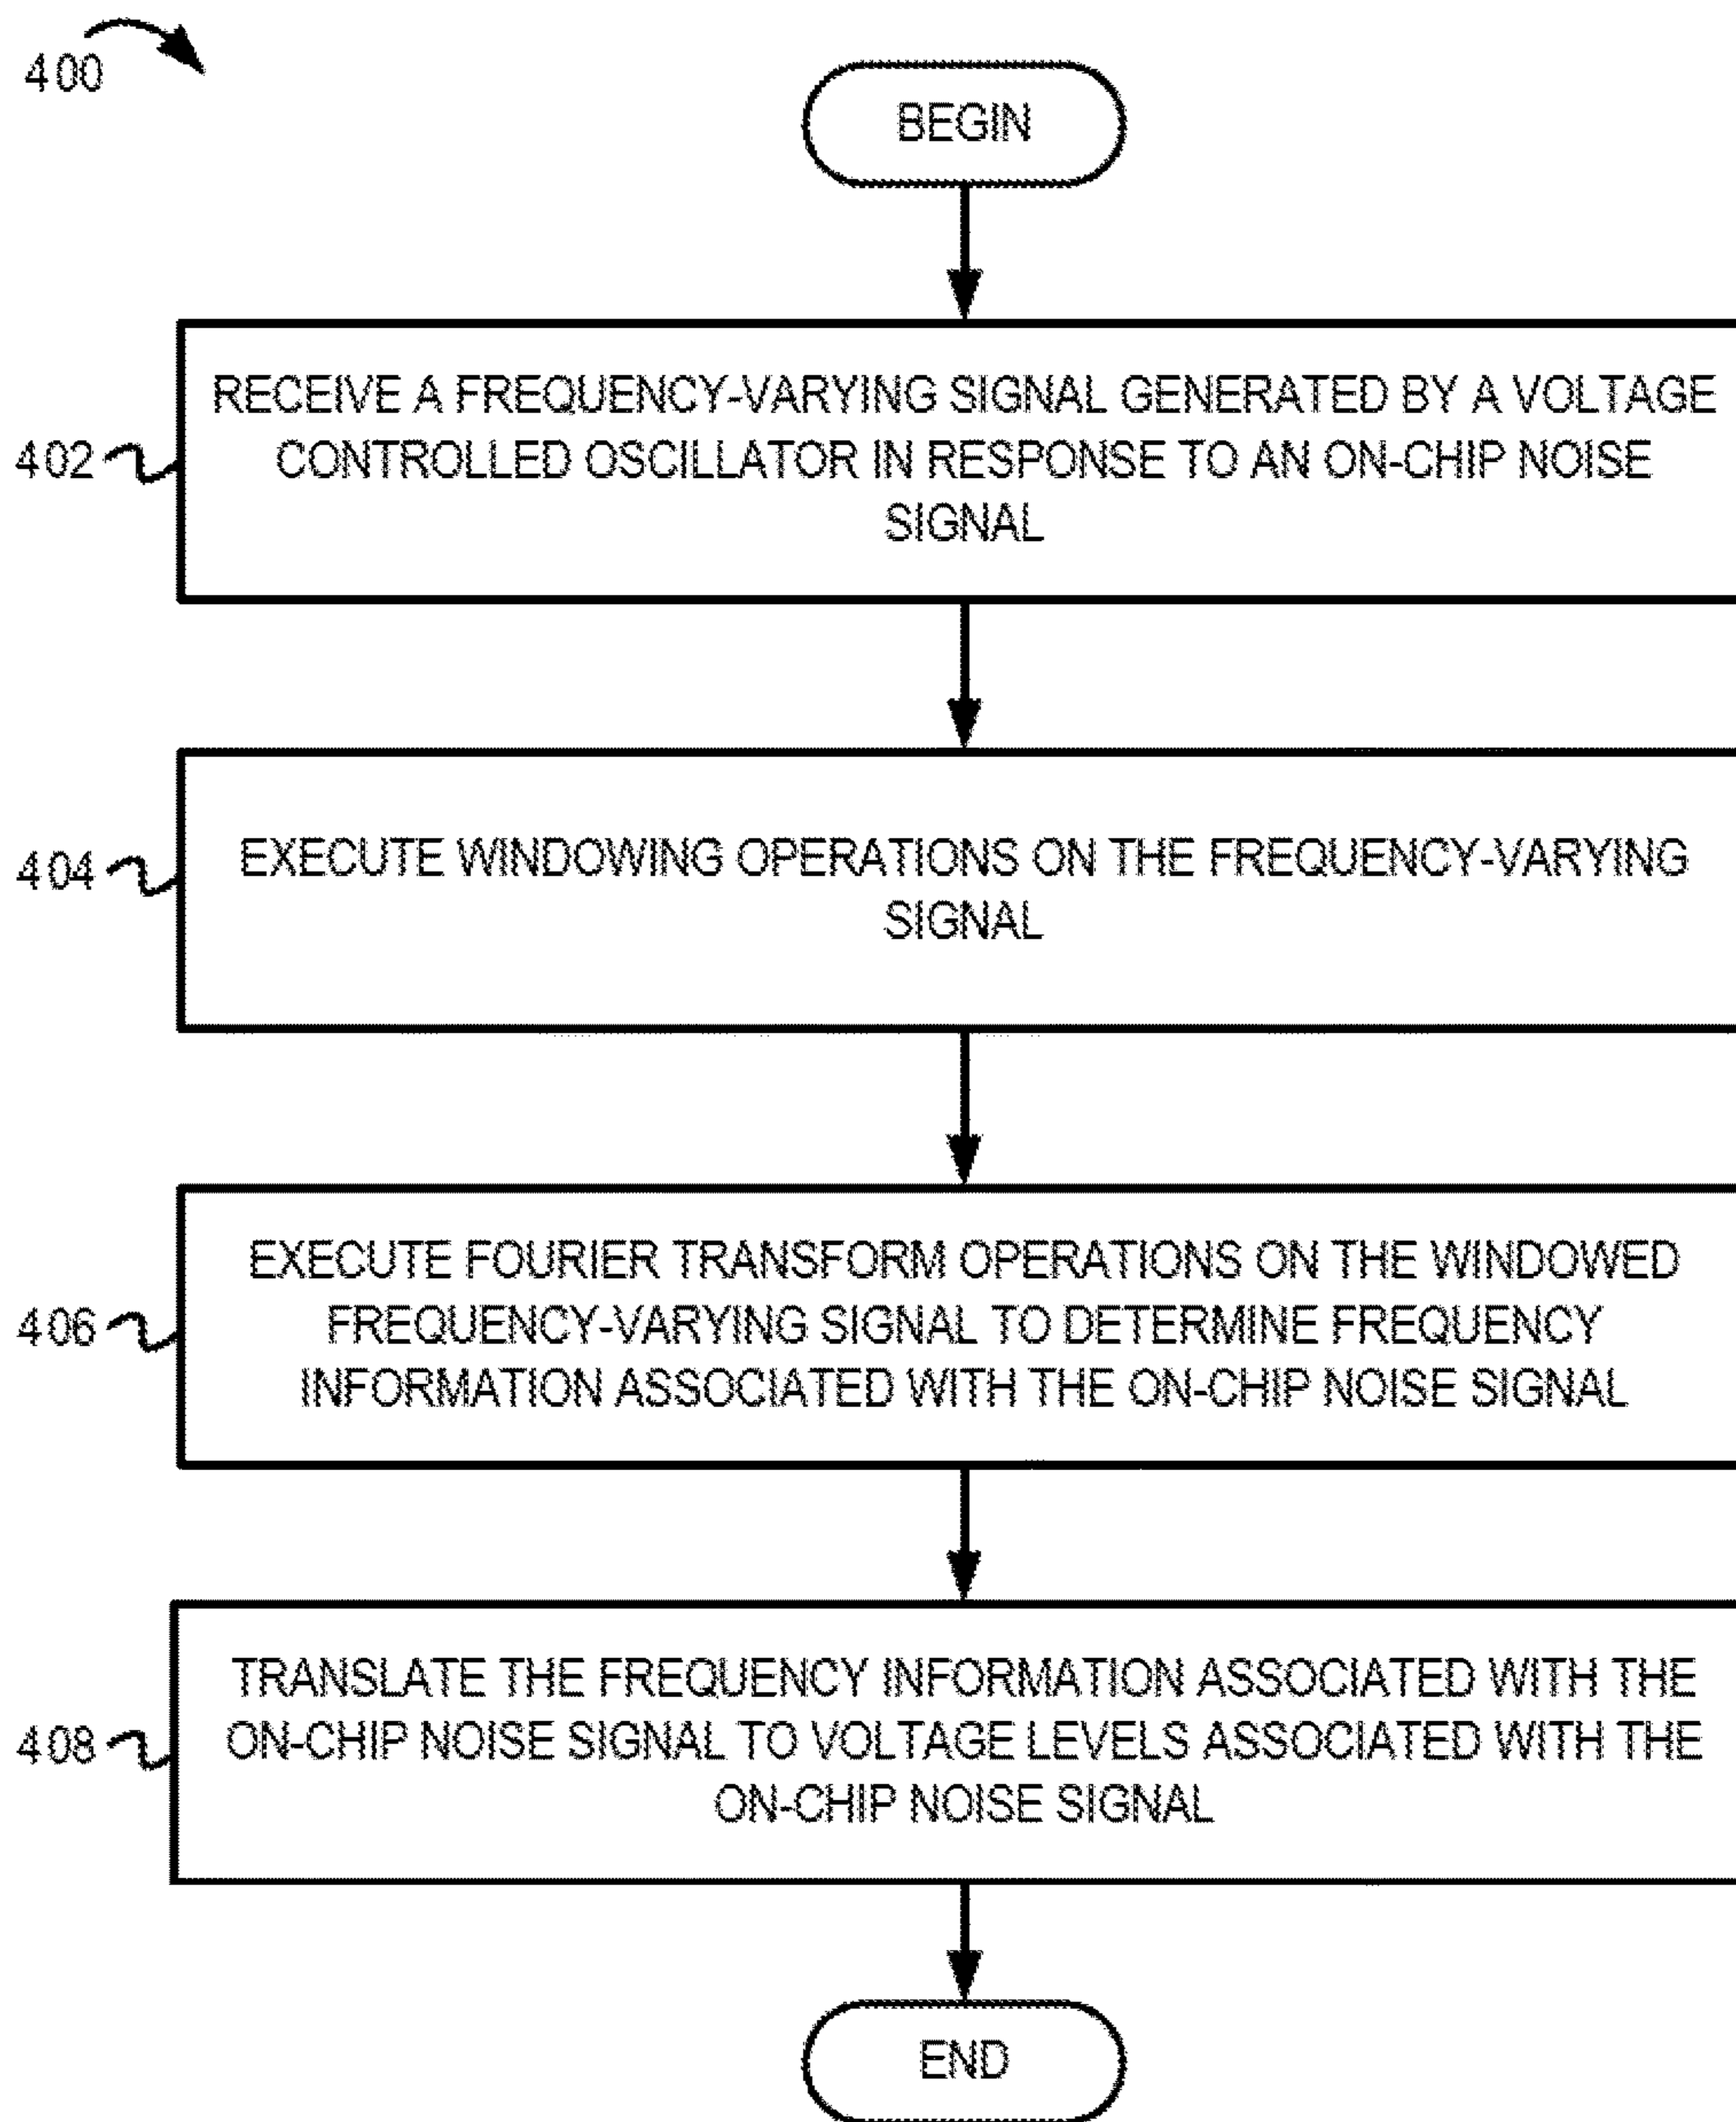 400
BEGIN
RECEIVE A FREQUENCY-VARYING SIGNAL GENERATED BY A VOLTAGE
402
CONTROLLED OSCILLATOR IN RESPONSE TO AN ON-CHIP NOISE
SIGNAL
404
EXECUTE WINDOWING OPERATIONS ON THE FREQUENCY-VARYING
SIGNAL
EXECUTE FOURIER TRANSFORM OPERATIONS ON THE WINDOWED
406
FREQUENCY-VARYING SIGNAL TO DETERMINE FREQUENCY
INFORMATION ASSOCIATED WITH THE ON-CHIP NOISE SIGNAL
TRANSLATE THE FREQUENCY INFORMATION ASSOCIATED WITH THE
408
ON-CHIP NOISE SIGNAL TO VOLTAGE LEVELS ASSOCIATED WITH THE
ON-CHIP NOISE SIGNAL
END